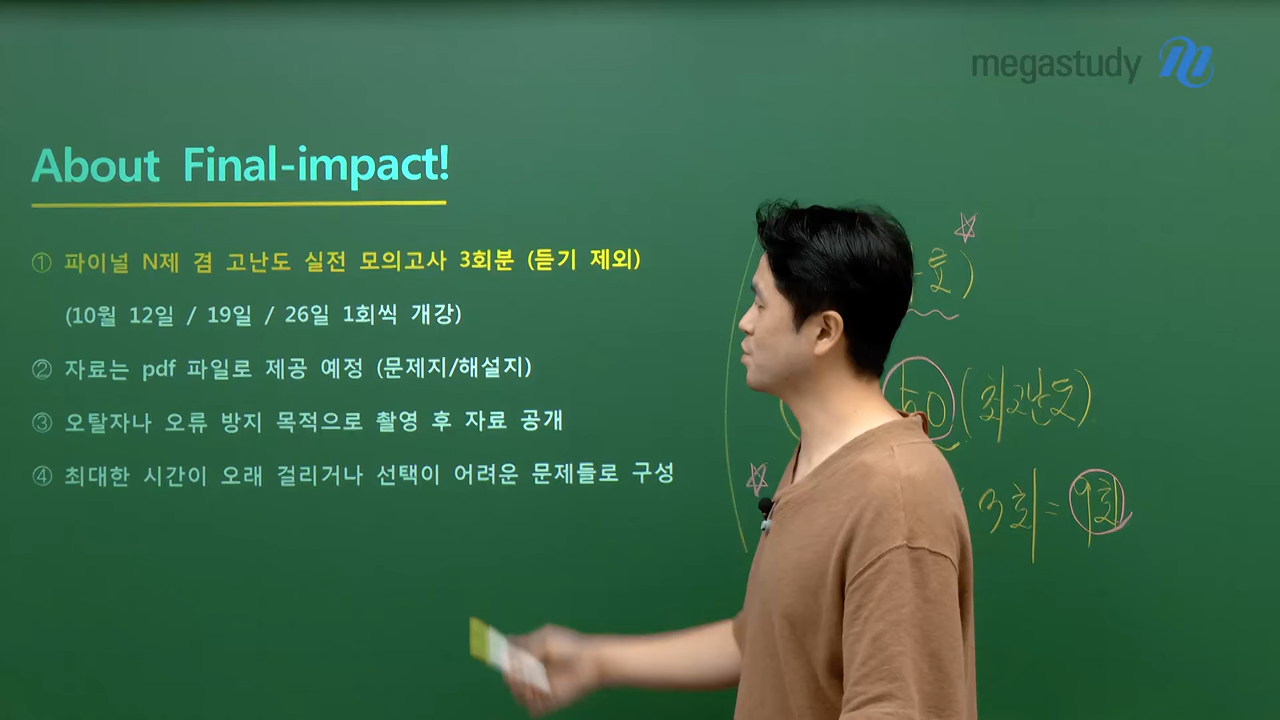 megastudy
About Final-impact!
① 파이널 N제 겸 고난도 실전 모의고사 3회분 (듣기 제외)
(10월 12일 / 19일 / 26일 1회씩 개강)
② 자료는 pdf 파일로 제공 예정 (문제지/해설지)
③ 오탈자나 오류 방지 목적으로 촬영 후 자료 공개
④ 최대한 시간이 오래 걸리거나 선택이 어려운 문제들로 구성
50 (최고난도)
3회 = 9회